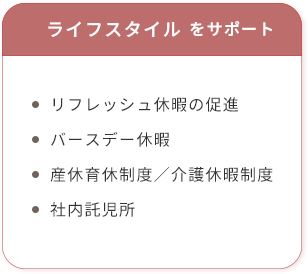 ライフスタイル をサポート
リフレッシュ休暇の促進
バースデー休暇
産休育休制度／介護休暇制度
社内託児所